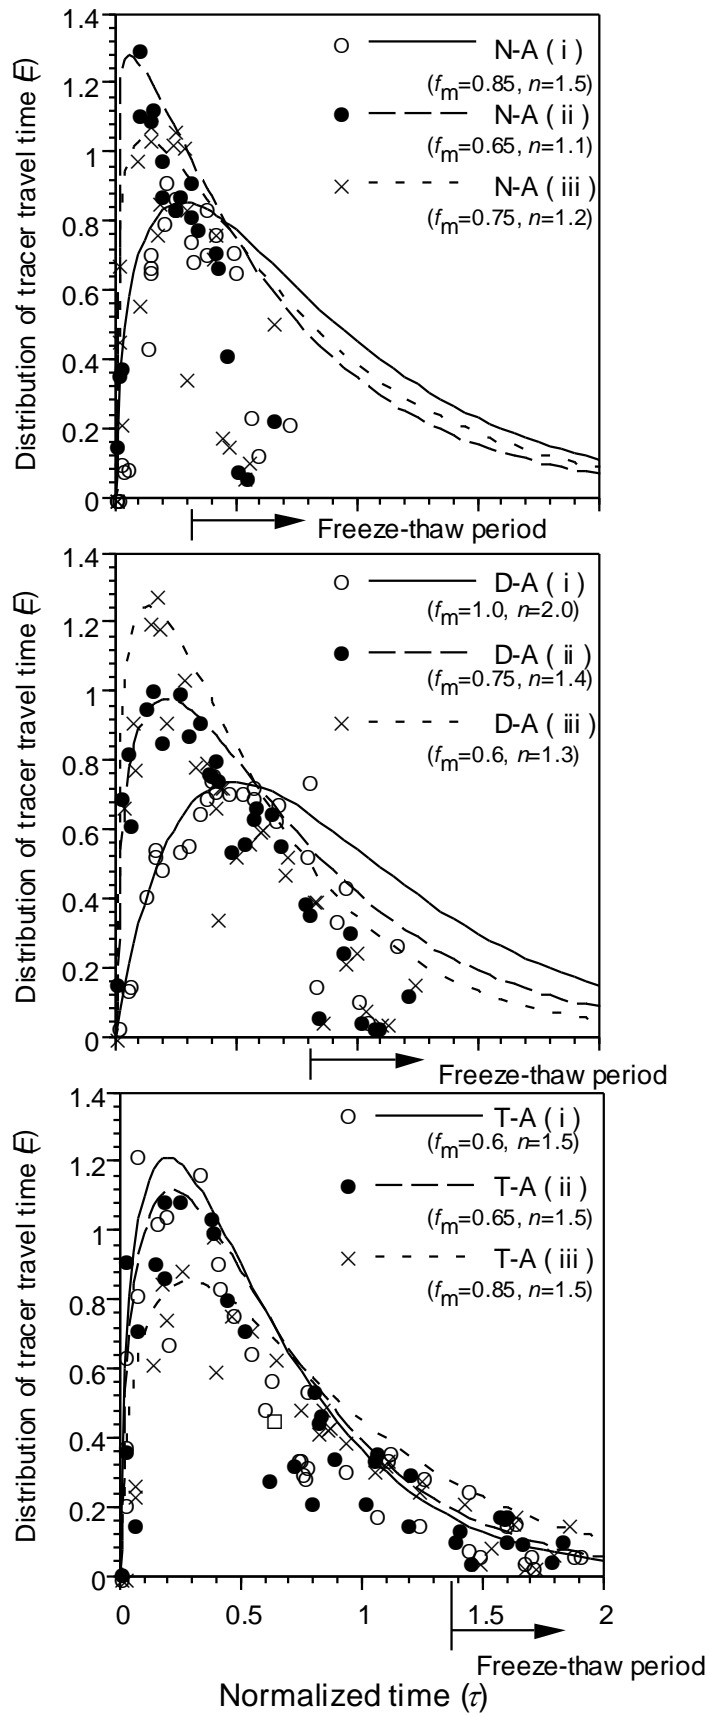 Distribution of tracer travel time (E)
1.4
1.2
1
0.8
0.6
0.4
0.2
0
N-A ( i )
(fm=0.85, n=1.5)
N-A ( ii )
(fm=0.65, n=1.1)
N-A ( iii )
(fm=0.75, n=1.2)
Freeze-thaw period
Distribution of tracer travel time (E)
1.4
1.2
1
0.8
0.6
0.4
0.2
0
D-A ( i )
(fm=1.0, n=2.0)
D-A ( ii )
(fm=0.75, n=1.4)
D-A ( iii )
(fm=0.6, n=1.3)
Freeze-thaw period
Distribution of tracer travel time (E)
1.4
1.2
1
0.8
0.6
0.4
0.2
0
T-A ( i )
(fm=0.6, n=1.5)
T-A ( ii )
(fm=0.65, n=1.5)
T-A ( iii )
(fm=0.85, n=1.5)
0 0.5 1 1.5 2
Freeze-thaw period
Normalized time (τ)